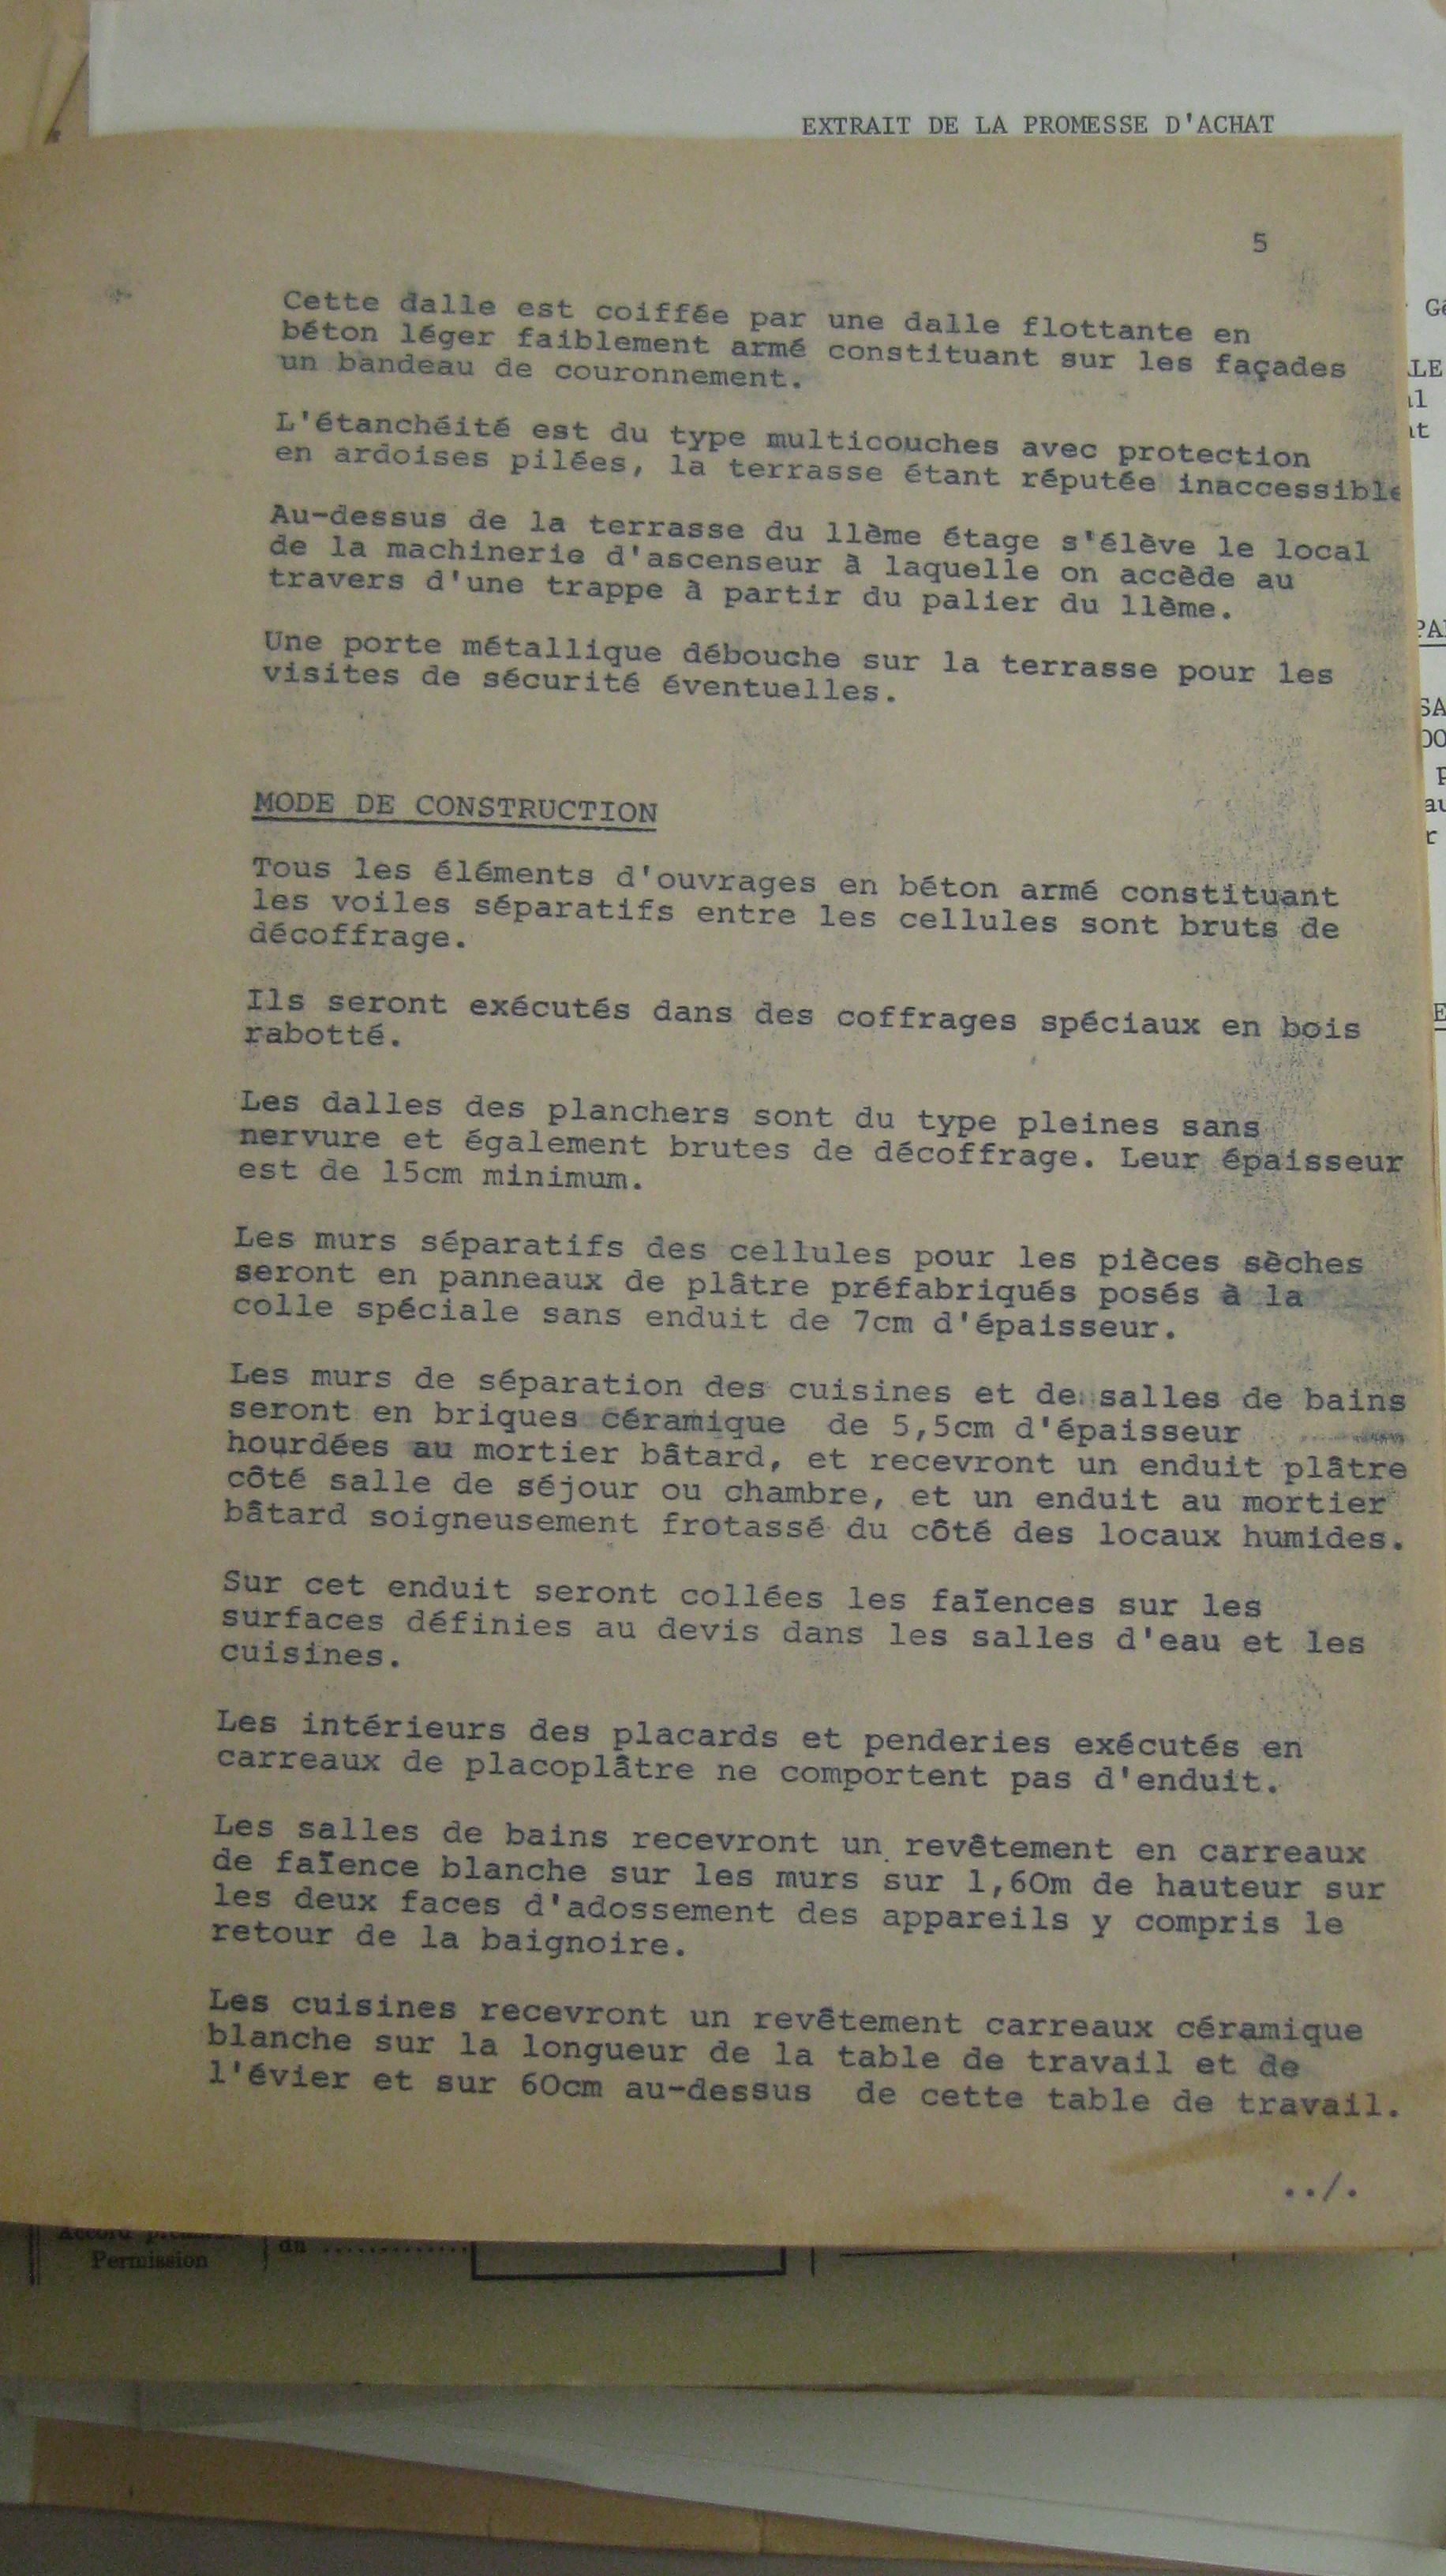 EXTRAIT DE LA PROMESSE D'ACHAT
5
Cette dalle est coiffée par une dalle flottante en
béton léger faiblement armé constituant sur les façades
un bandeau de couronnement.
L'étanchéité est du type multicouches avec protection
en ardoises pilées, la terrasse étant réputée inaccessible
Au-dessus de la terrasse du 11ème étage s'élève le local
de la machinerie d'ascenseur à laquelle on accède au
travers d'une trappe à partir du palier du 11ème.
Une porte métallique débouche sur la terrasse pour les
visites de sécurité éventuelles.
MODE DE CONSTRUCTION
Tous les éléments d'ouvrages en béton armé constituant
les voiles séparatifs entre les cellules sont bruts de
décoffrage.
Ils seront exécutés dans des coffrages spéciaux en bois
rabotté.
Les dalles des planchers sont du type pleines sans
nervure et également brutes de décoffrage. Leur épaisseur
est de 15cm minimum.
Les murs séparatifs des cellules pour les pièces sèches
seront en panneaux de plâtre préfabriqués posés à la
colle spéciale sans enduit de 7cm d'épaisseur.
Les murs de séparation des cuisines et de salles de bains
seront en briques céramique de 5,5cm d'épaisseur
hourdées au mortier bâtard, et recevront un enduit plâtre
côté salle de séjour ou chambre, et un enduit au mortier
bâtard soigneusement frotassé du côté des locaux humides.
Sur cet enduit seront collées les faïences sur les
surfaces définies au devis dans les salles d'eau et les
cuisines.
Les intérieurs des placards et penderies exécutés en
carreaux de placoplâtre ne comportent pas d'enduit.
Les salles de bains recevront un revêtement en carreaux
de faïence blanche sur les murs sur 1,60m de hauteur sur
les deux faces d'adossement des appareils y compris le
retour de la baignoire.
Les cuisines recevront un revêtement carreaux céramique
blanche sur la longueur de la table de travail et de
l'évier et sur 60cm au-dessus de cette table de travail.
../.
Permission
du